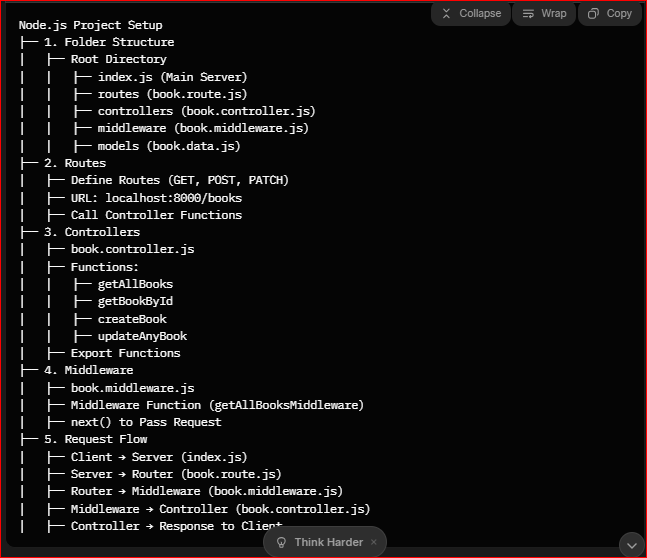 Collapse Wrap Copy
Node.js Project Setup
├── 1. Folder Structure
│   ├── Root Directory
│   │   ├── index.js (Main Server)
│   │   ├── routes (book.route.js)
│   │   ├── controllers (book.controller.js)
│   │   ├── middleware (book.middleware.js)
│   │   ├── models (book.data.js)
├── 2. Routes
│   ├── Define Routes (GET, POST, PATCH)
│   ├── URL: localhost:8000/books
│   ├── Call Controller Functions
├── 3. Controllers
│   ├── book.controller.js
│   ├── Functions:
│   │   ├── getAllBooks
│   │   ├── getBookById
│   │   ├── createBook
│   │   ├── updateAnyBook
│   ├── Export Functions
├── 4. Middleware
│   ├── book.middleware.js
│   ├── Middleware Function (getAllBooksMiddleware)
│   ├── next() to Pass Request
├── 5. Request Flow
│   ├── Client → Server (index.js)
│   ├── Server → Router (book.route.js)
│   ├── Router → Middleware (book.middleware.js)
│   ├── Middleware → Controller (book.controller.js)
│   ├── Controller → Response to Client
Think Harder ×